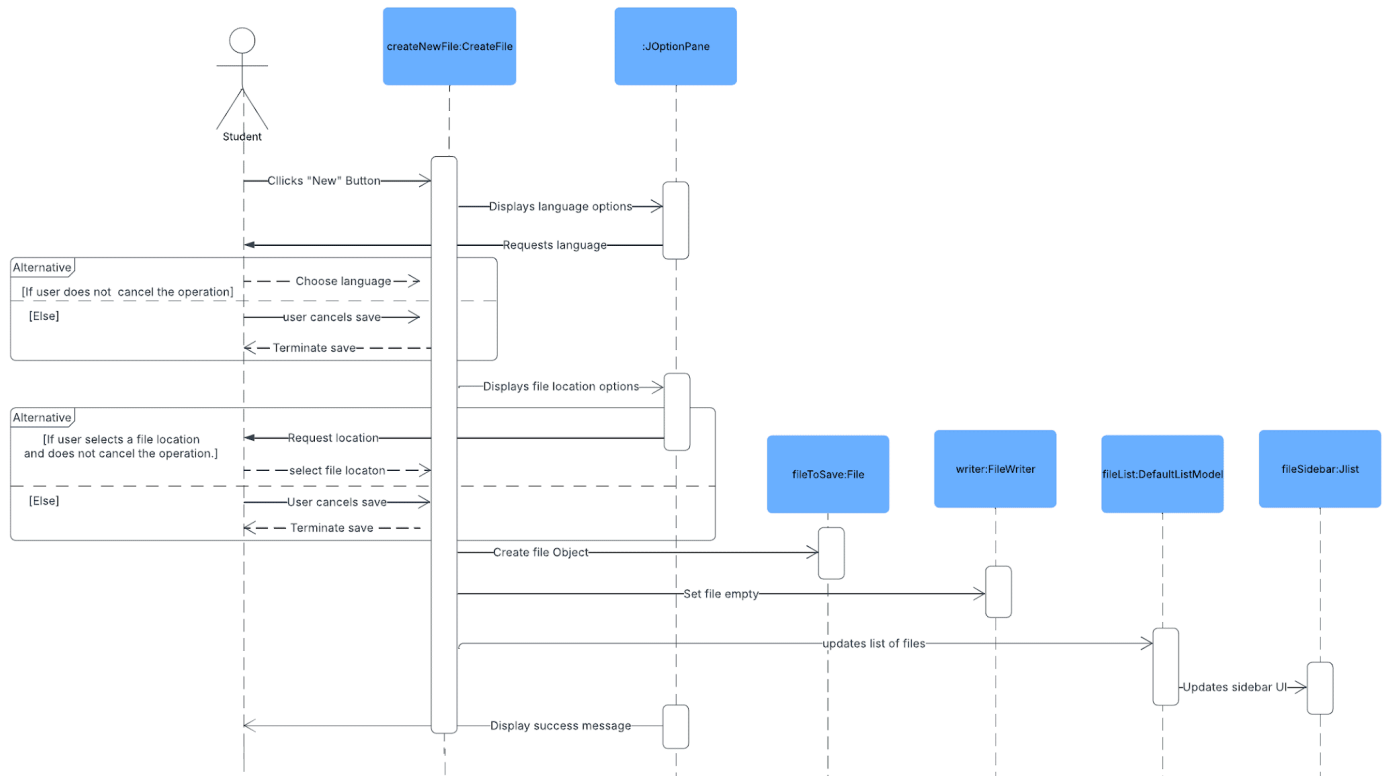 createNewFile:CreateFile
:JOptionPane
Student
Cllicks "New" Button
Displays language options
Requests language
Alternative
Choose language
[If user does not  cancel the operation]
[Else]
user cancels save
Terminate save
Displays file location options
Alternative
Request location
[If user selects a file location
and does not cancel the operation.]
select file locaton
[Else]
User cancels save
Terminate save
fileToSave:File
writer:FileWriter
fileList:DefaultListModel
fileSidebar:Jlist
Create file Object
Set file empty
updates list of files
Updates sidebar UI
Display success message